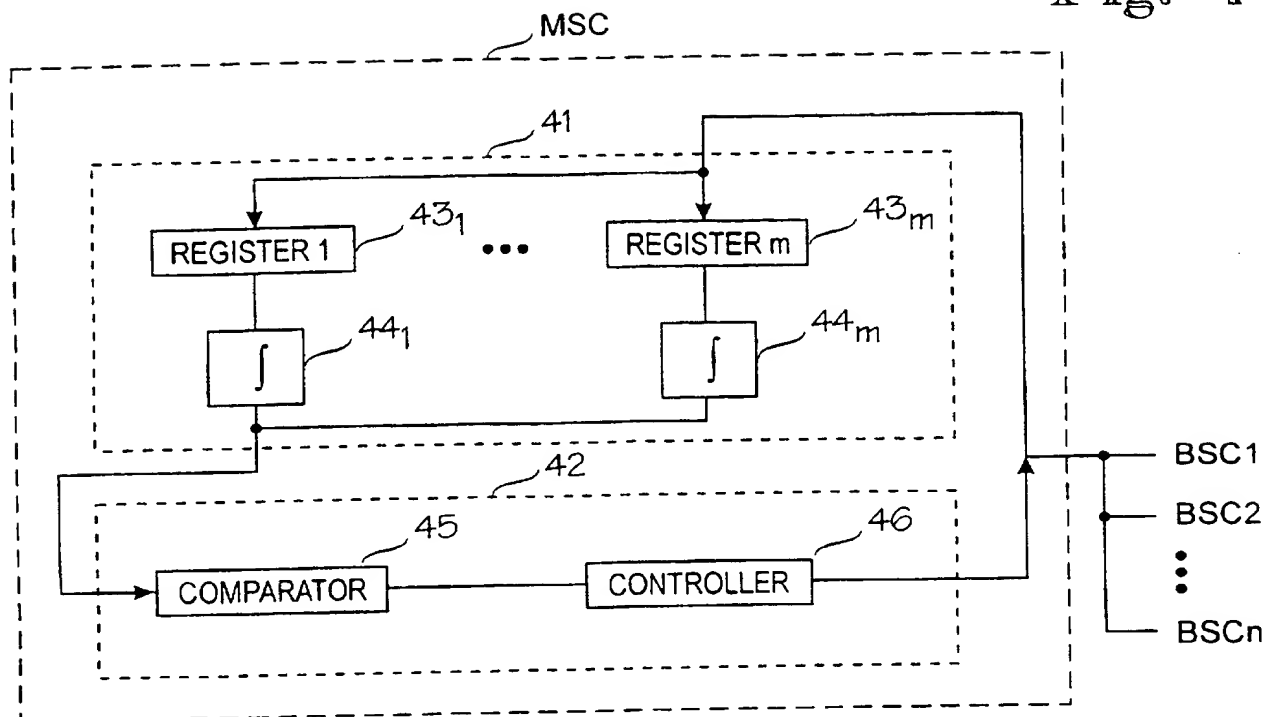 MSC
41
REGISTER 1
43₁
•••
REGISTER m
43ₘ
44₁
∫
44ₘ
∫
42
45
COMPARATOR
46
CONTROLLER
BSC1
BSC2
BSCn